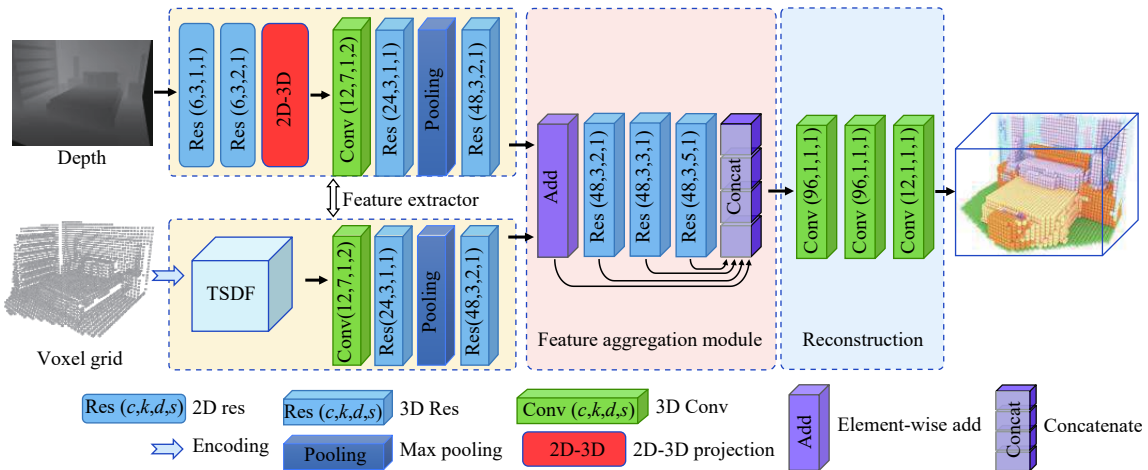 Depth
Res (6,3,1,1)
Res (6,3,2,1)
2D-3D
Conv (12,7,1,2)
Res (24,3,1,1)
Pooling
Res (48,3,2,1)
Feature extractor
Voxel grid
TSDF
Conv(12,7,1,2)
Res(24,3,1,1)
Pooling
Res(48,3,2,1)
Add
Res (48,3,2,1)
Res (48,3,3,1)
Res (48,3,5,1)
Concat
Feature aggregation module
Conv (96,1,1,1)
Conv (96,1,1,1)
Conv (12,1,1,1)
Reconstruction
Res (c,k,d,s) 2D res
Res (c,k,d,s) 3D Res
Conv (c,k,d,s) 3D Conv
Add Element-wise add
Concat Concatenate
Encoding
Pooling Max pooling
2D-3D 2D-3D projection